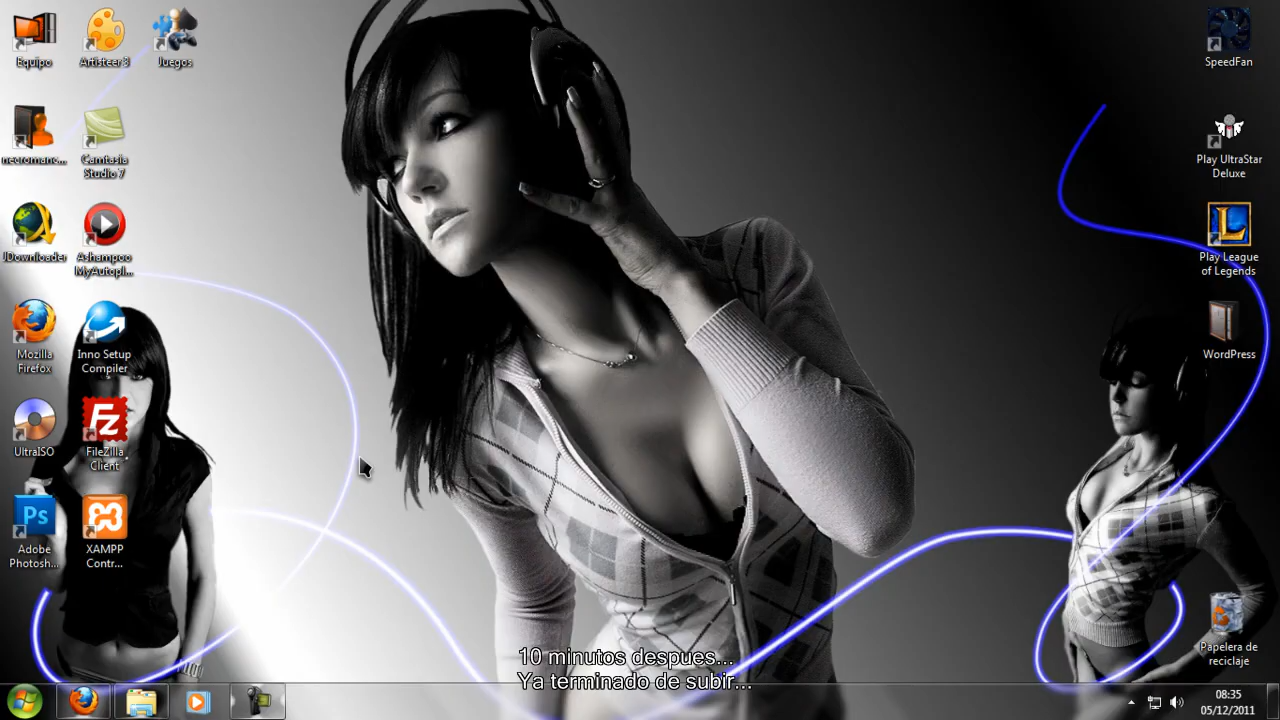 Equipo
Artisteer 3
Juegos
SpeedFan
necromanc...
Camtasia
Studio 7
Play UltraStar
Deluxe
JDownloader
Ashampoo
MyAutopl...
Play League
of Legends
Mozilla
Firefox
Inno Setup
Compiler
WordPress
UltraISO
FileZilla
Client
Ps
Adobe
Photosh...
XAMPP
Contr...
Papelera de
reciclaje
10 minutos despues...
Ya terminado de subir...
08:35
05/12/2011